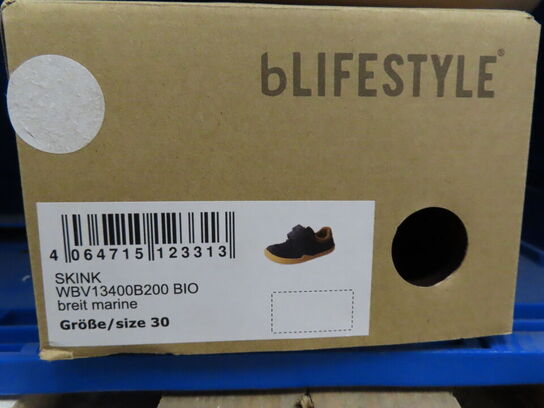 bLIFESTYLE®
4 064715 123313
SKINK
WBV13400B200 BIO
breit marine
Größe/size 30